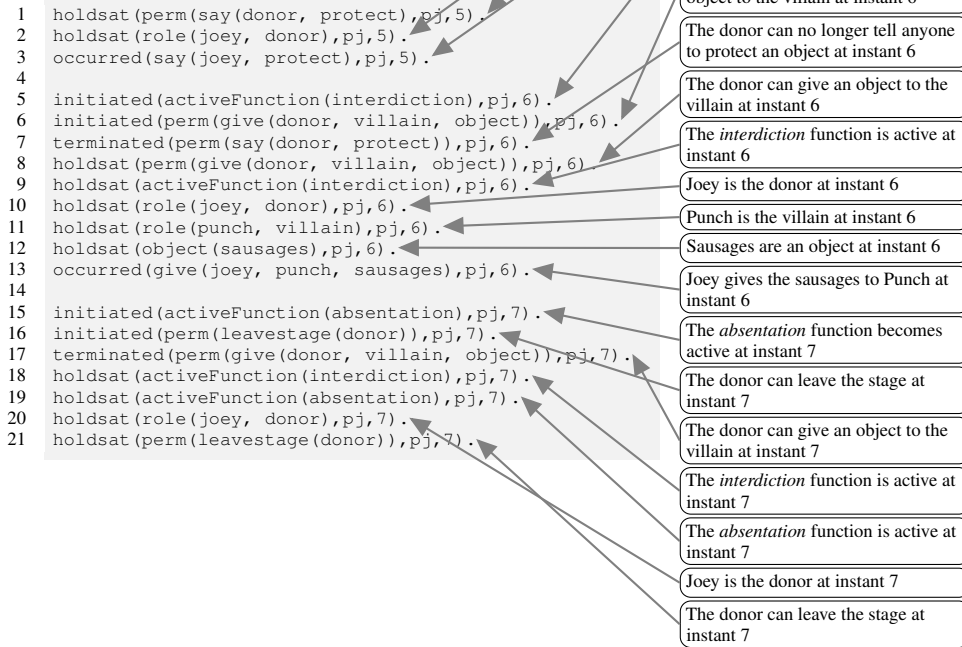 1 holdsat(perm(say(donor, protect),pj,5).
2 holdsat(role(joey, donor),pj,5).
3 occurred(say(joey, protect),pj,5).
4
5 initiated(activeFunction(interdiction),pj,6).
6 initiated(perm(give(donor, villain, object)),pj,6).
7 terminated(perm(say(donor, protect)),pj,6).
8 holdsat(perm(give(donor, villain, object)),pj,6)
9 holdsat(activeFunction(interdiction),pj,6).
10 holdsat(role(joey, donor),pj,6).
11 holdsat(role(punch, villain),pj,6).
12 holdsat(object(sausages),pj,6).
13 occurred(give(joey, punch, sausages),pj,6).
14
15 initiated(activeFunction(absentation),pj,7).
16 initiated(perm(leavestage(donor)),pj,7).
17 terminated(perm(give(donor, villain, object)),pj,7).
18 holdsat(activeFunction(interdiction),pj,7).
19 holdsat(activeFunction(absentation),pj,7).
20 holdsat(role(joey, donor),pj,7).
21 holdsat(perm(leavestage(donor)),pj,7).
object to the villain at instant 6
The donor can no longer tell anyone
to protect an object at instant 6
The donor can give an object to the
villain at instant 6
The interdiction function is active at
instant 6
Joey is the donor at instant 6
Punch is the villain at instant 6
Sausages are an object at instant 6
Joey gives the sausages to Punch at
instant 6
The absentation function becomes
active at instant 7
The donor can leave the stage at
instant 7
The donor can give an object to the
villain at instant 7
The interdiction function is active at
instant 7
The absentation function is active at
instant 7
Joey is the donor at instant 7
The donor can leave the stage at
instant 7